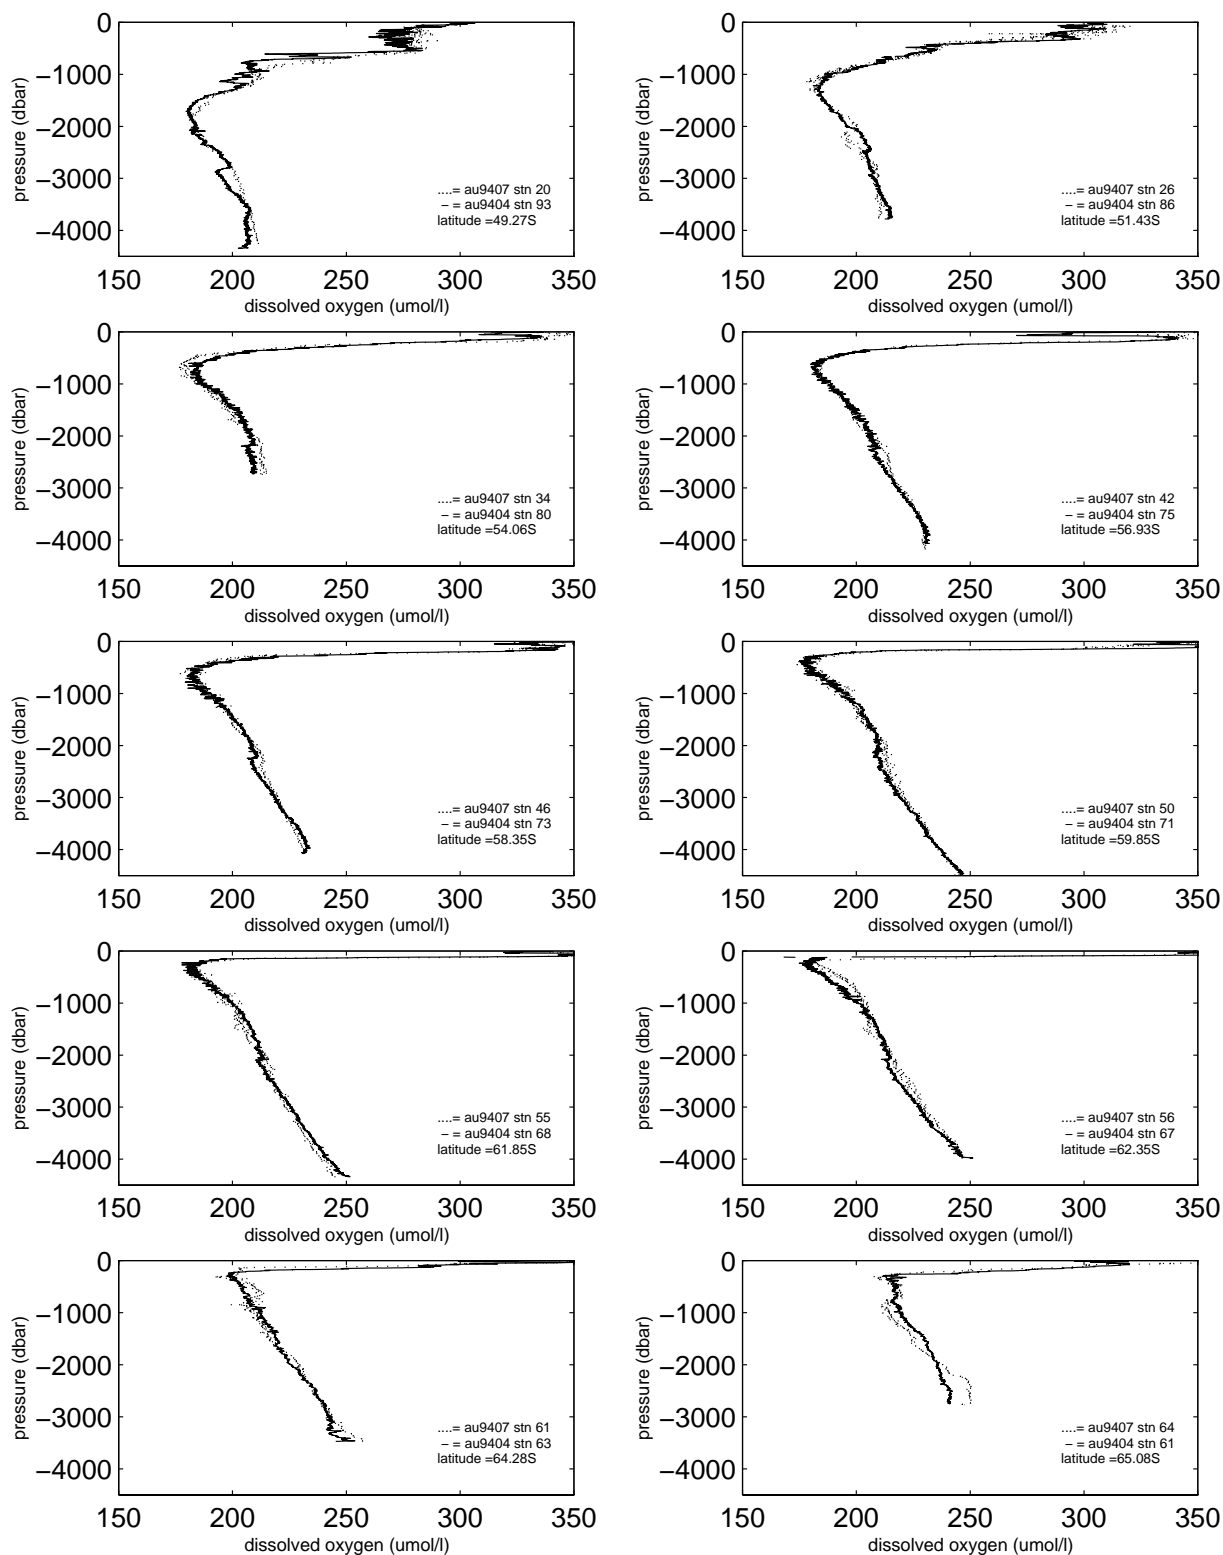 0
−1000
−2000
−3000
−4000
pressure (dbar)
....= au9407 stn 20
− = au9404 stn 93
latitude =49.27S
150 200 250 300 350
dissolved oxygen (umol/l)
0
−1000
−2000
−3000
−4000
pressure (dbar)
....= au9407 stn 26
− = au9404 stn 86
latitude =51.43S
150 200 250 300 350
dissolved oxygen (umol/l)
0
−1000
−2000
−3000
−4000
pressure (dbar)
....= au9407 stn 34
− = au9404 stn 80
latitude =54.06S
150 200 250 300 350
dissolved oxygen (umol/l)
0
−1000
−2000
−3000
−4000
pressure (dbar)
....= au9407 stn 42
− = au9404 stn 75
latitude =56.93S
150 200 250 300 350
dissolved oxygen (umol/l)
0
−1000
−2000
−3000
−4000
pressure (dbar)
....= au9407 stn 46
− = au9404 stn 73
latitude =58.35S
150 200 250 300 350
dissolved oxygen (umol/l)
0
−1000
−2000
−3000
−4000
pressure (dbar)
....= au9407 stn 50
− = au9404 stn 71
latitude =59.85S
150 200 250 300 350
dissolved oxygen (umol/l)
0
−1000
−2000
−3000
−4000
pressure (dbar)
....= au9407 stn 55
− = au9404 stn 68
latitude =61.85S
150 200 250 300 350
dissolved oxygen (umol/l)
0
−1000
−2000
−3000
−4000
pressure (dbar)
....= au9407 stn 56
− = au9404 stn 67
latitude =62.35S
150 200 250 300 350
dissolved oxygen (umol/l)
0
−1000
−2000
−3000
−4000
pressure (dbar)
....= au9407 stn 61
− = au9404 stn 63
latitude =64.28S
150 200 250 300 350
dissolved oxygen (umol/l)
0
−1000
−2000
−3000
−4000
pressure (dbar)
....= au9407 stn 64
− = au9404 stn 61
latitude =65.08S
150 200 250 300 350
dissolved oxygen (umol/l)